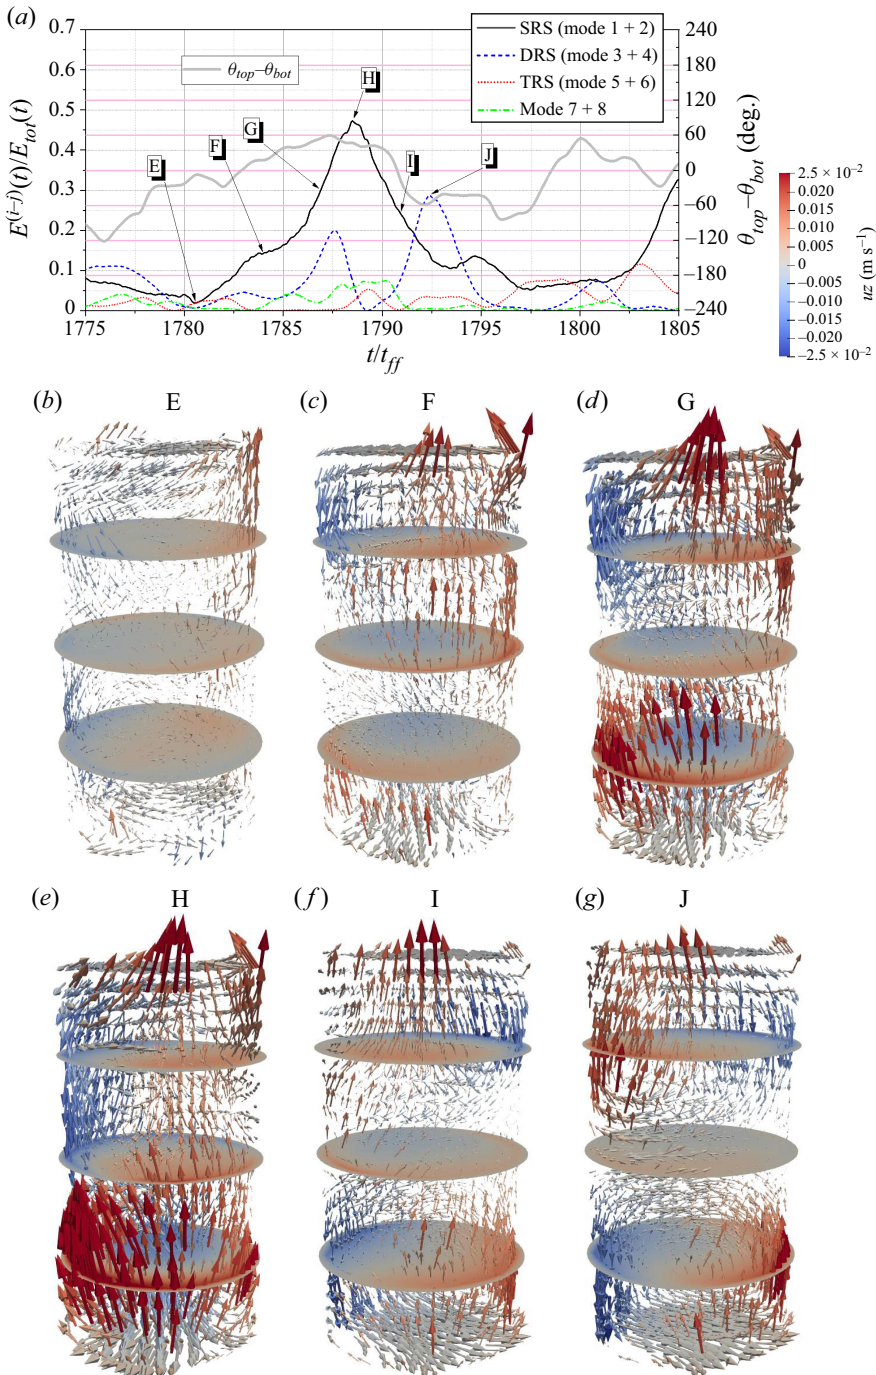 (a)
0.7
0.6
0.5
0.4
0.3
0.2
0.1
0
E^(i–j)(t)/E_tot(t)
θ_top–θ_bot
SRS (mode 1 + 2)
DRS (mode 3 + 4)
TRS (mode 5 + 6)
Mode 7 + 8
E
F
G
H
I
J
240
180
120
60
0
–60
–120
–180
–240
θ_top–θ_bot (deg.)
1775
1780
1785
1790
1795
1800
1805
t/t_ff
2.5 × 10⁻²
0.020
0.015
0.010
0.005
0
–0.005
–0.010
–0.015
–2.5 × 10⁻²
uz (m s⁻¹)
(b) E
(c) F
(d) G
(e) H
(f) I
(g) J